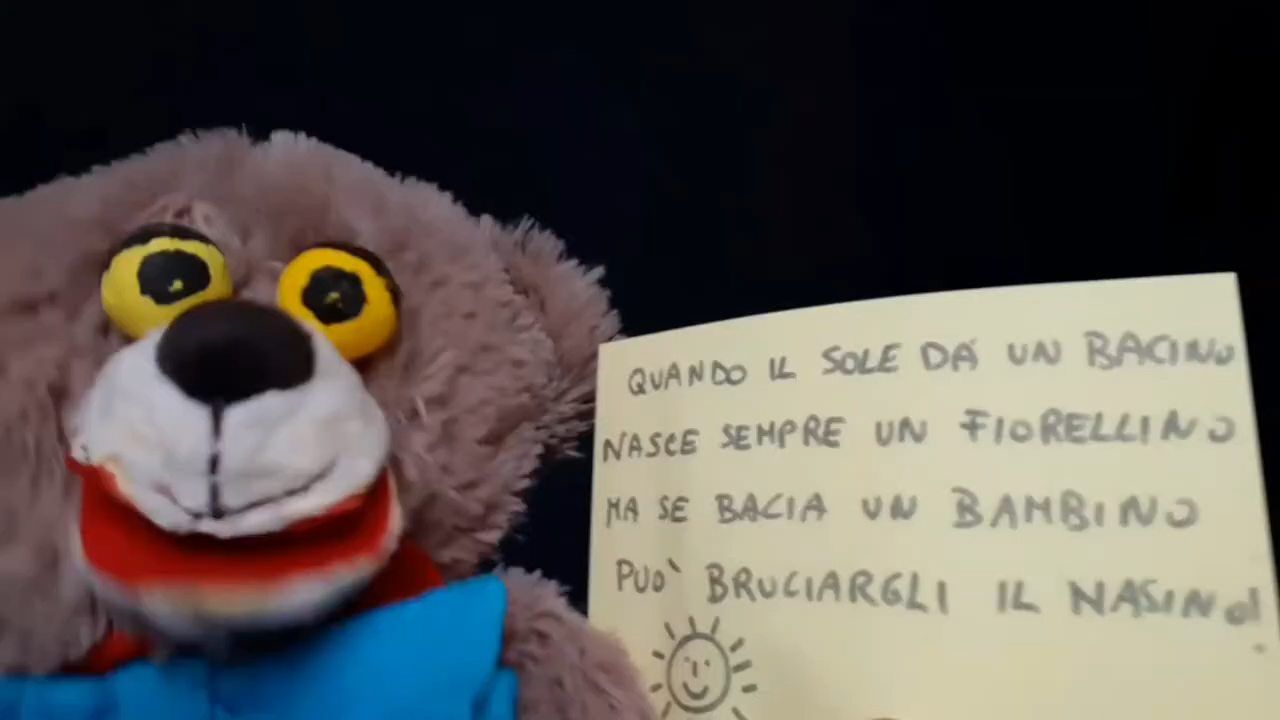 QUANDO IL SOLE DÁ UN BACINO
NASCE SEMPRE UN FIORELLINO
MA SE BACIA UN BAMBINO
PUO' BRUCIARGLI IL NASINO!